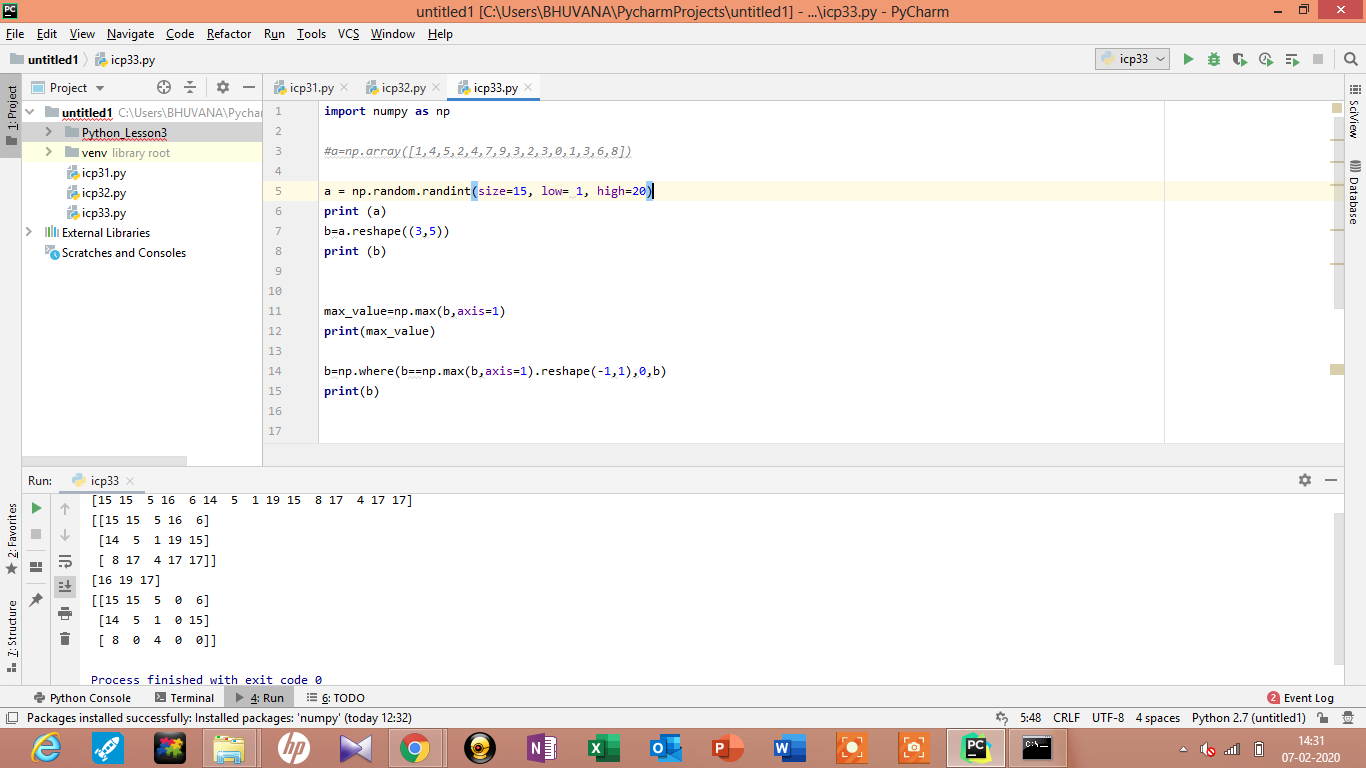 untitled1 [C:\Users\BHUVANA\PycharmProjects\untitled1] - ...\icp33.py - PyCharm
File Edit View Navigate Code Refactor Run Tools VCS Window Help
untitled1 icp33.py
icp33
Project
icp31.py icp32.py icp33.py
1: Project
untitled1 C:\Users\BHUVANA\Pychar
Python_Lesson3
venv library root
icp31.py
icp32.py
icp33.py
External Libraries
Scratches and Consoles
1 import numpy as np
2
3 #a=np.array([1,4,5,2,4,7,9,3,2,3,0,1,3,6,8])
4
5 a = np.random.randint(size=15, low= 1, high=20)
6 print (a)
7 b=a.reshape((3,5))
8 print (b)
9
10
11 max_value=np.max(b,axis=1)
12 print(max_value)
13
14 b=np.where(b==np.max(b,axis=1).reshape(-1,1),0,b)
15 print(b)
16
17
SciView
Database
Run: icp33
[15 15  5 16  6 14  5  1 19 15  8 17  4 17 17]
[[15 15  5 16  6]
 [14  5  1 19 15]
 [ 8 17  4 17 17]]
[16 19 17]
[[15 15  5  0  6]
 [14  5  1  0 15]
 [ 8  0  4  0  0]]
Process finished with exit code 0
2: Favorites
7: Structure
Python Console Terminal 4: Run 6: TODO 2 Event Log
Packages installed successfully: Installed packages: 'numpy' (today 12:32) 5:48 CRLF UTF-8 4 spaces Python 2.7 (untitled1)
14:31
07-02-2020